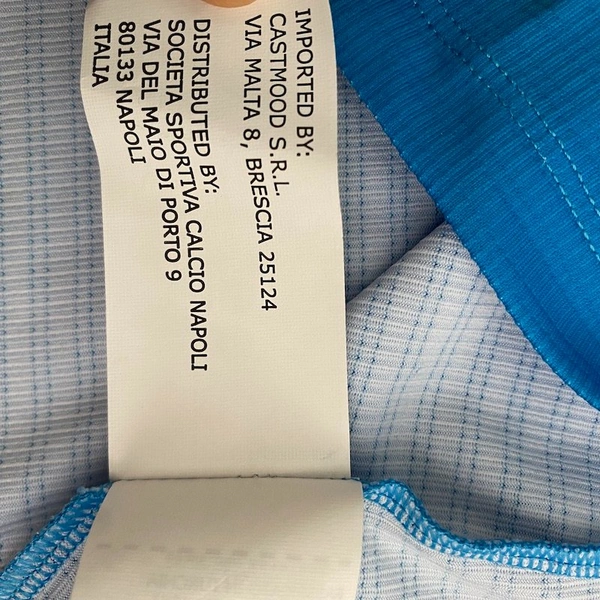 IMPORTED BY:
CASTMOOD S.R.L.
VIA MALTA 8, BRESCIA 25124
DISTRIBUTED BY:
SOCIETA SPORTIVA CALCIO NAPOLI
VIA DEL MAIO DI PORTO 9
80133 NAPOLI
ITALIA